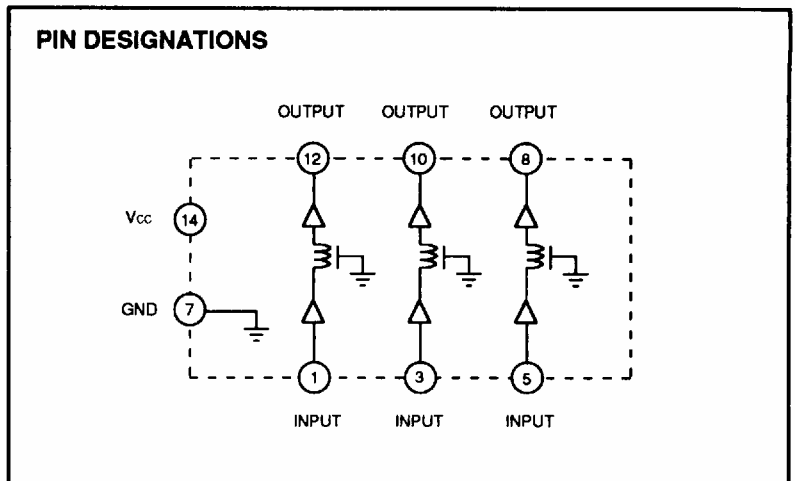 PIN DESIGNATIONS
OUTPUT OUTPUT OUTPUT
12 10 8
Vcc 14
GND 7
1 3 5
INPUT INPUT INPUT